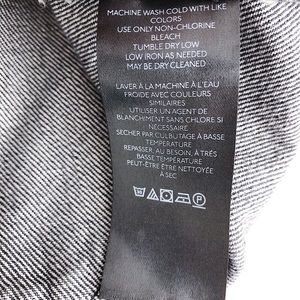 MACHINE WASH COLD WITH LIKE
COLORS
USE ONLY NON-CHLORINE
BLEACH
TUMBLE DRY LOW
LOW IRON AS NEEDED
MAY BE DRY CLEANED
LAVER À LA MACHINE À L'EAU
FROIDE AVEC COULEURS
SIMILAIRES
UTILISER UN AGENT DE
BLANCHIMENT SANS CHLORE SI
NÉCESSAIRE
SÉCHER PAR CULBUTAGE À BASSE
TEMPÉRATURE
REPASSER, AU BESOIN, À TRÈS
BASSE TEMPÉRATURE
PEUT-ÊTRE ÊTRE NETTOYÉE
À SEC